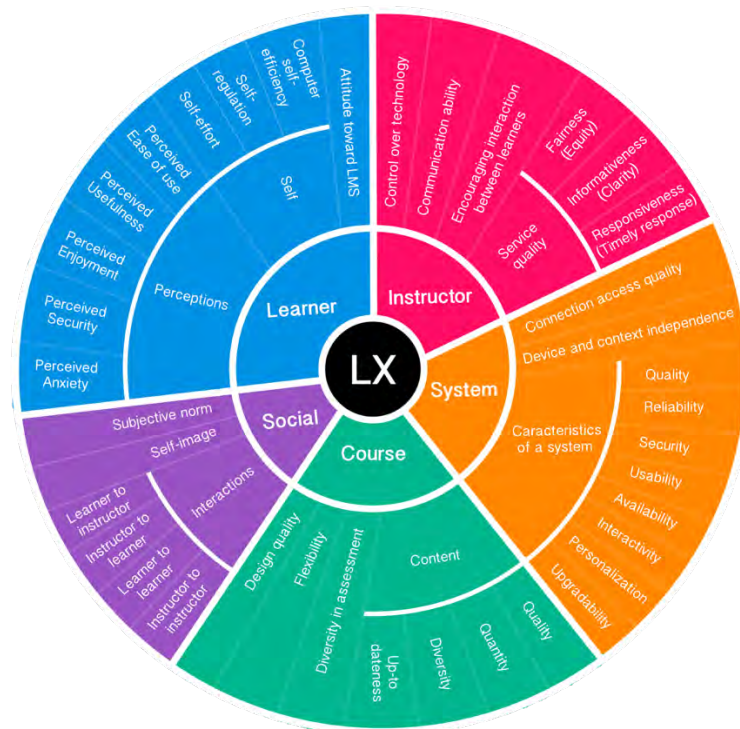 LX
Learner
Perceptions
Perceived
Anxiety
Perceived
Security
Perceived
Enjoyment
Perceived
Usefulness
Perceived
Ease of use
Self
Self-effort
Self-
regulation
Computer
self-
efficiency
Attitude toward LMS
Instructor
Control over technology
Communication ability
Encouraging interaction
between learners
Service
quality
Fairness
(Equity)
Informativeness
(Clarity)
Responsiveness
(Timely response)
System
Connection access quality
Device and context independence
Caracteristics
of a system
Quality
Reliability
Security
Usability
Availability
Interactivity
Personalization
Upgradability
Course
Design quality
Flexibility
Diversity in assessment
Content
Up-to
dateness
Diversity
Quantity
Quality
Social
Subjective norm
Self-image
Interactions
Learner to
instructor
Instructor to
learner
Learner to
learner
Instructor to
instructor